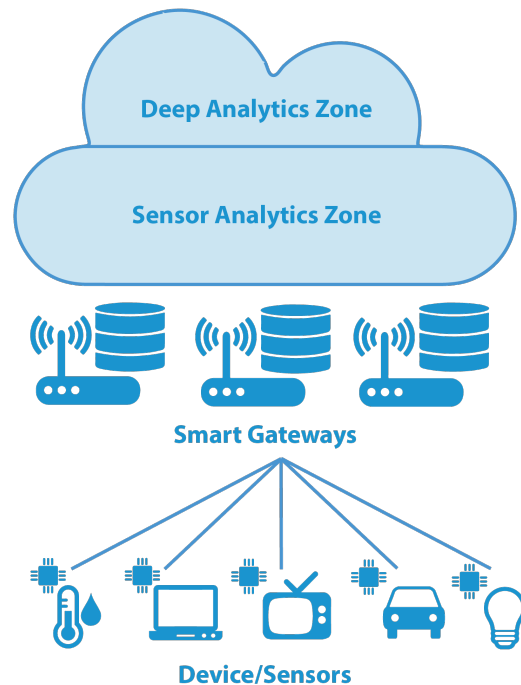 Deep Analytics Zone
Sensor Analytics Zone
Smart Gateways
Device/Sensors